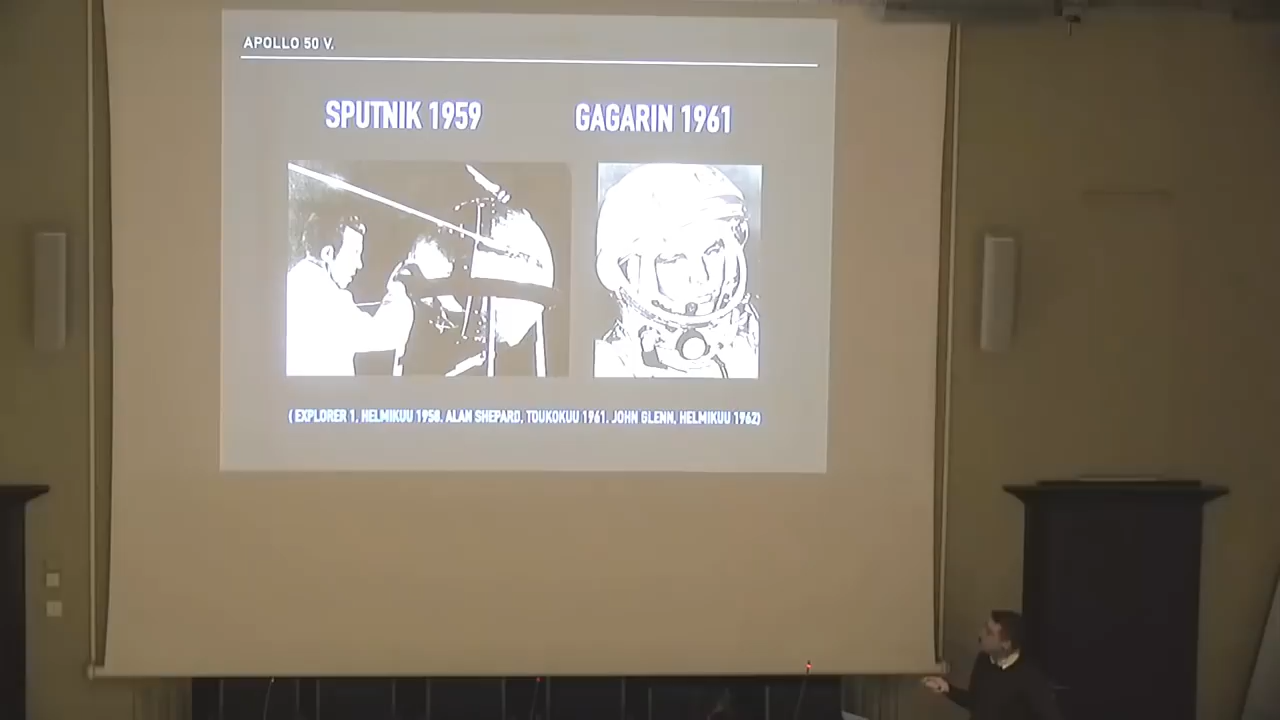 APOLLO 50 V.
SPUTNIK 1959
GAGARIN 1961
( EXPLORER 1, HELMIKUU 1958. ALAN SHEPARD, TOUKOKUU 1961. JOHN GLENN, HELMIKUU 1962)